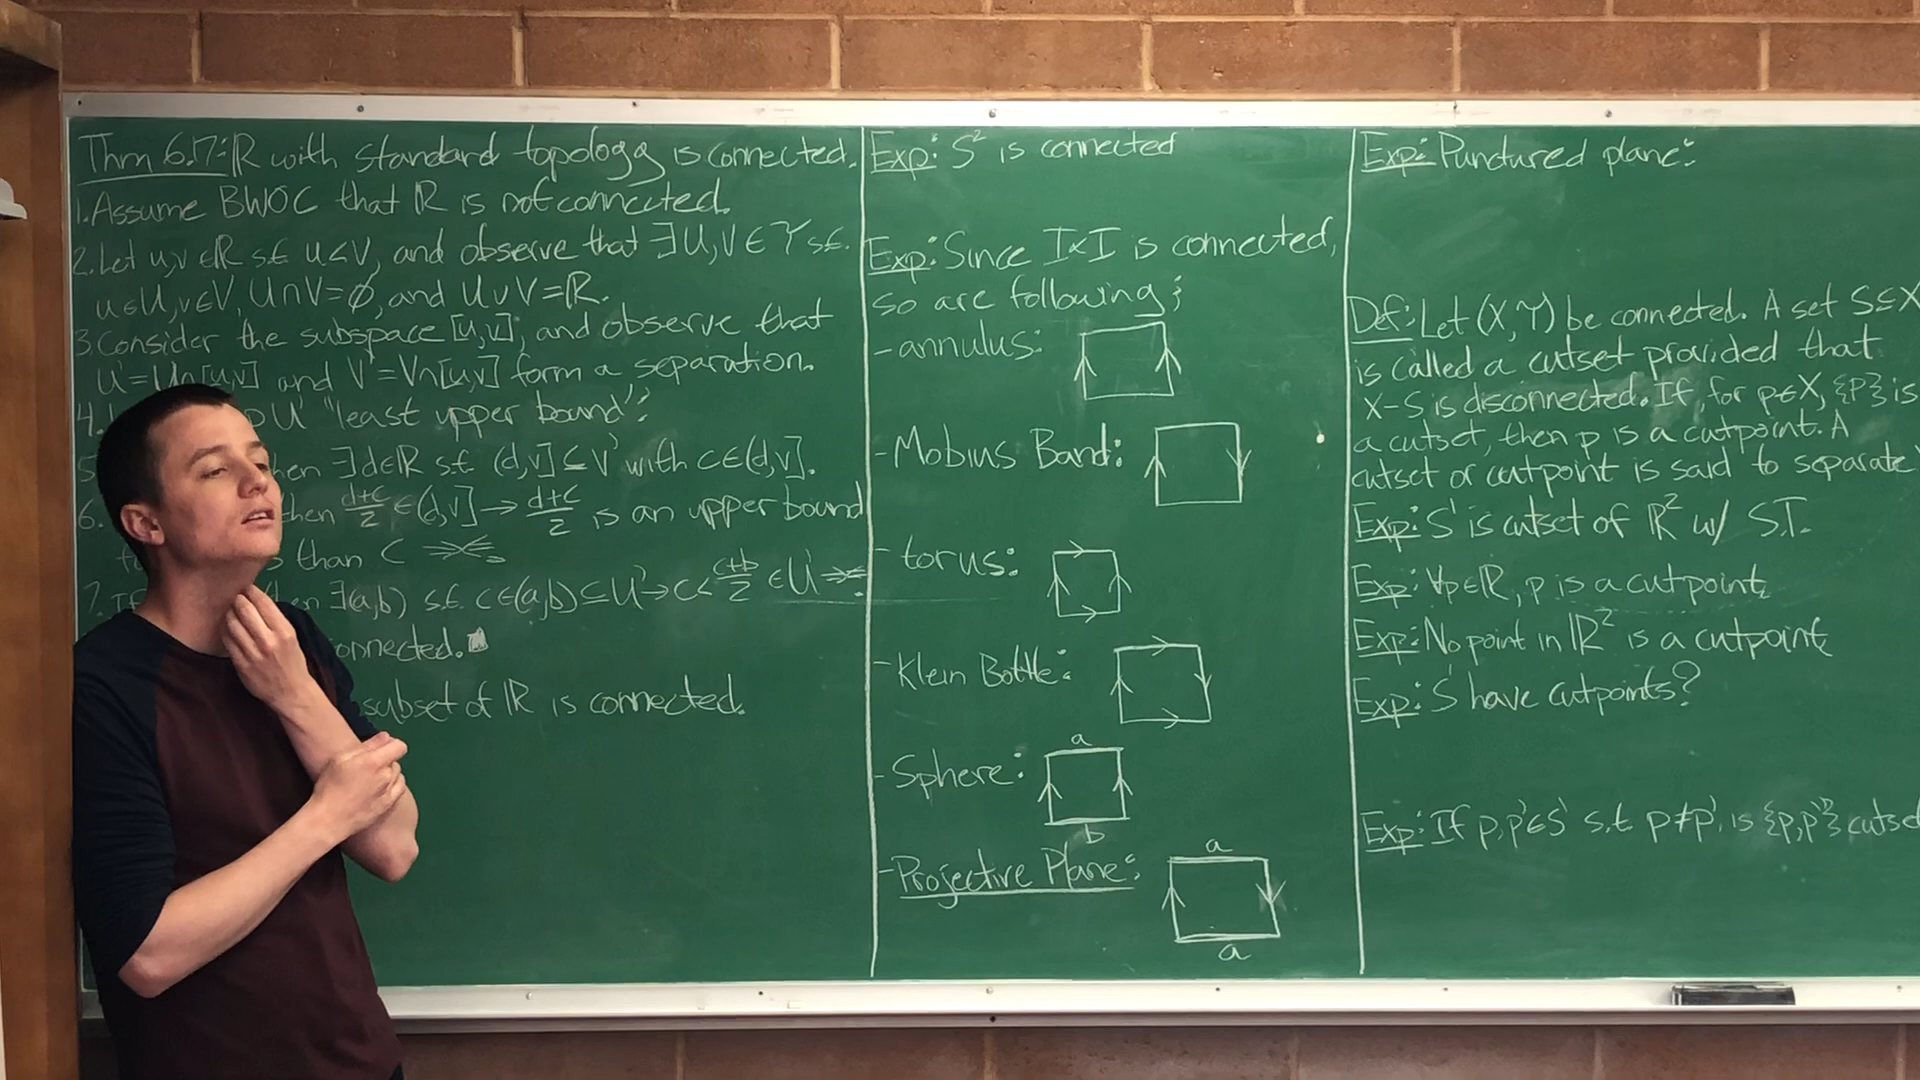 Thm 6.17: ℝ with standard topology is connected.
1. Assume BWOC that ℝ is not connected.
2. Let u,v ∈ ℝ s.t. u<v, and observe that ∃U,V ∈ 𝒯 s.t.
u∈U, v∈V, U∩V=∅, and U∪V=ℝ.
3. Consider the subspace [u,v], and observe that
U'=U∩[u,v] and V'=V∩[u,v] form a separation.
4. U' "least upper bound".
5 ∃d∈ℝ s.t. (d,v]⊆V' with c∈(d,v].
6. then (d+c)/2 ∈(d,v] → (d+c)/2 is an upper bound
than c ⇒⇐.
7. If ∃(a,b) s.t. c∈(a,b)⊆U' → c< (c+b)/2 ∈U' ⇒⇐.
onnected. ■
subset of ℝ is connected.
Exp: S² is connected
Exp: Since I×I is connected,
so are following:
- annulus:
- Mobius Band:
- torus:
- Klein Bottle:
a
- Sphere:
b
a
- Projective Plane:
a
Exp: Punctured plane:
Def: Let (X,𝒯) be connected. A set S⊆X
is called a cutset provided that
X-S is disconnected. If, for p∈X, {p} is
a cutset, then p is a cutpoint. A
cutset or cutpoint is said to separate
Exp: S¹ is cutset of ℝ² w/ S.T.
Exp: ∀p∈ℝ, p is a cutpoint
Exp: No point in ℝ² is a cutpoint
Exp: S¹ have cutpoints?
Exp: If p,p'∈S¹ s.t. p≠p', is {p,p'} cutse